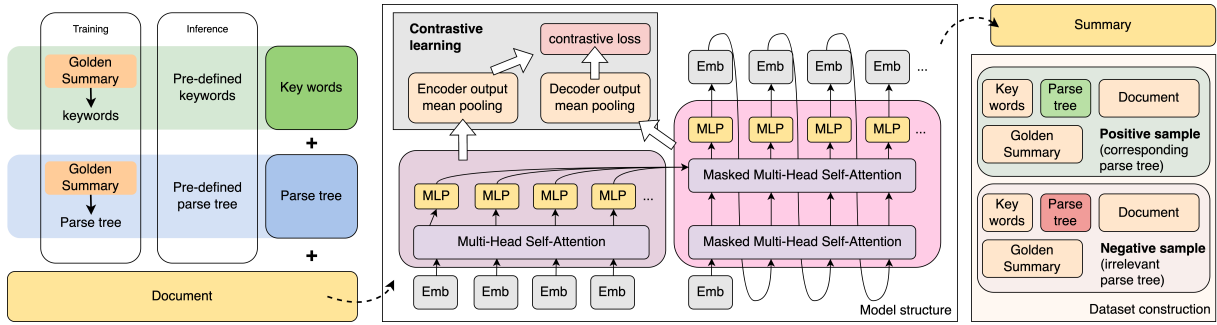 Training
Inference
Golden
Summary
keywords
Pre-defined
keywords
Key words
+
Golden
Summary
Parse tree
Pre-defined
parse tree
Parse tree
+
Document
Contrastive
learning
contrastive loss
Encoder output
mean pooling
Decoder output
mean pooling
MLP
MLP
MLP
MLP
...
Multi-Head Self-Attention
Emb
Emb
Emb
Emb
Emb
Emb
Emb
Emb
...
MLP
MLP
MLP
MLP
...
Masked Multi-Head Self-Attention
Masked Multi-Head Self-Attention
Emb
Model structure
Summary
Key
words
Parse
tree
Document
Golden
Summary
Positive sample
(corresponding
parse tree)
Key
words
Parse
tree
Document
Golden
Summary
Negative sample
(irrelevant
parse tree)
Dataset construction